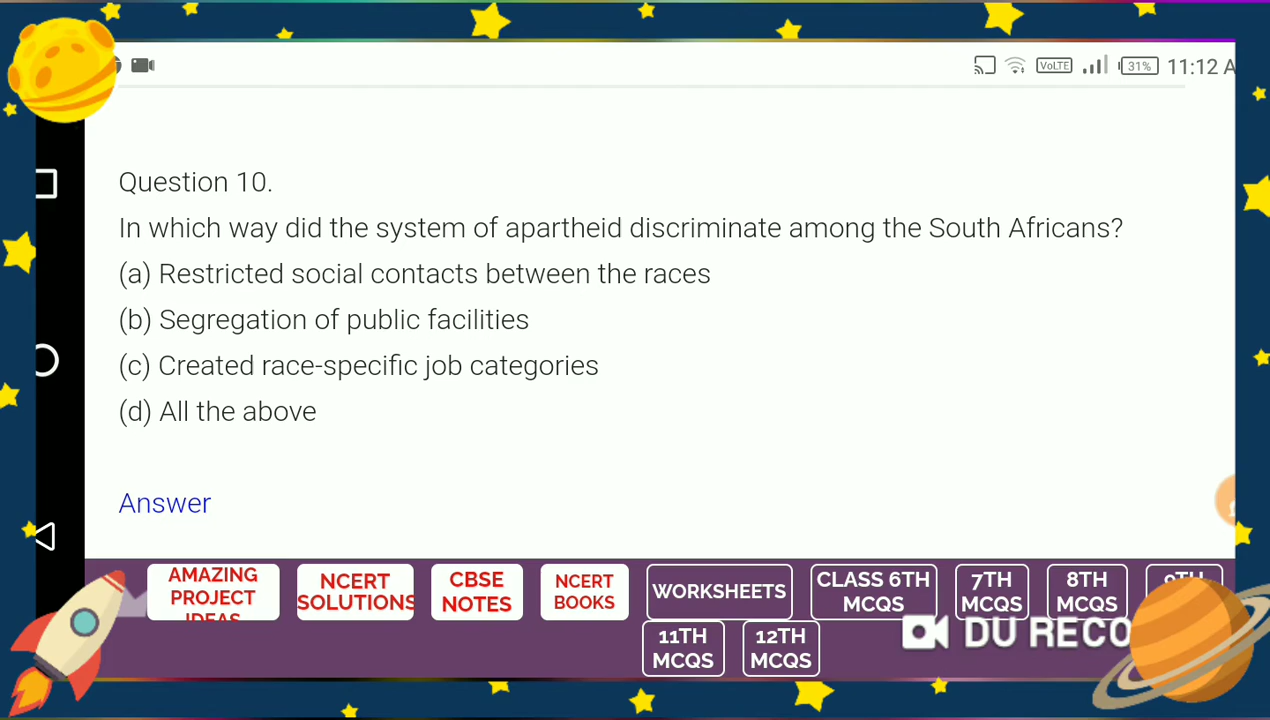 VoLTE 31% 11:12 A
Question 10.
In which way did the system of apartheid discriminate among the South Africans?
(a) Restricted social contacts between the races
(b) Segregation of public facilities
(c) Created race-specific job categories
(d) All the above
Answer
AMAZING
PROJECT
IDEAS
NCERT
SOLUTIONS
CBSE
NOTES
NCERT
BOOKS
WORKSHEETS
CLASS 6TH
MCQS
7TH
MCQS
8TH
MCQS
9TH
11TH
MCQS
12TH
MCQS
DU RECO